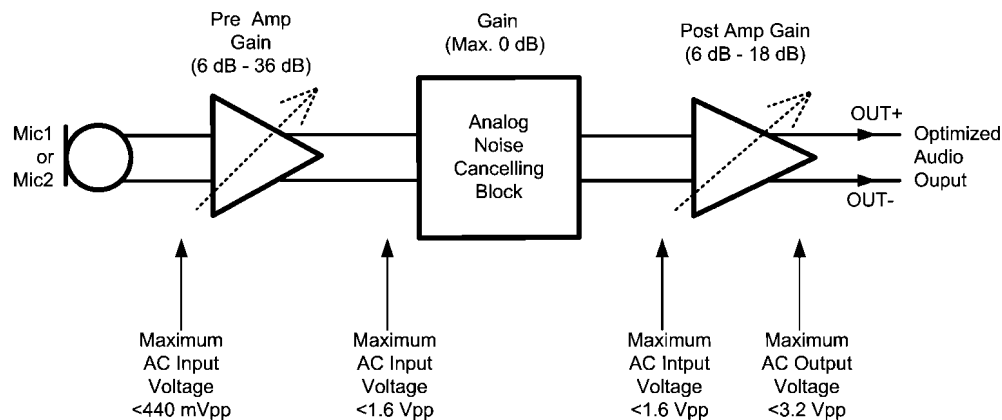 Pre Amp
Gain
(6 dB - 36 dB)
Gain
(Max. 0 dB)
Post Amp Gain
(6 dB - 18 dB)
Mic1
or
Mic2
Analog
Noise
Cancelling
Block
OUT+
OUT-
Optimized
Audio
Ouput
Maximum
AC Input
Voltage
<440 mVpp
Maximum
AC Input
Voltage
<1.6 Vpp
Maximum
AC Intput
Voltage
<1.6 Vpp
Maximum
AC Output
Voltage
<3.2 Vpp